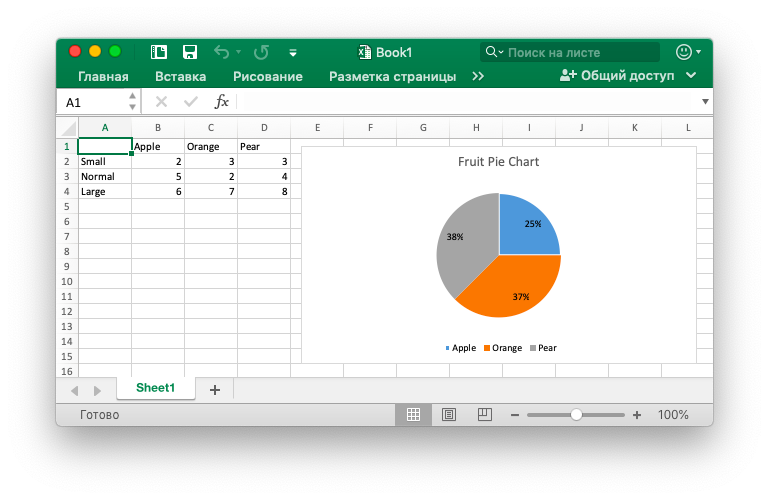 Book1
Поиск на листе
Главная Вставка Рисование Разметка страницы >> Общий доступ
A1 fx
A B C D E F G H I J K L
1 Apple Orange Pear
2 Small 2 3 3
3 Normal 5 2 4
4 Large 6 7 8
5
6
7
8
9
10
11
12
13
14
15
16
Fruit Pie Chart
25%
38%
37%
Apple Orange Pear
Sheet1 +
Готово 100%